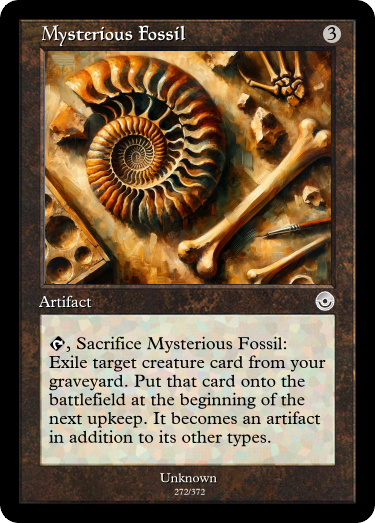 Mysterious Fossil 3
Artifact
, Sacrifice Mysterious Fossil:
Exile target creature card from your
graveyard. Put that card onto the
battlefield at the beginning of the
next upkeep. It becomes an artifact
in addition to its other types.
Unknown
272/372